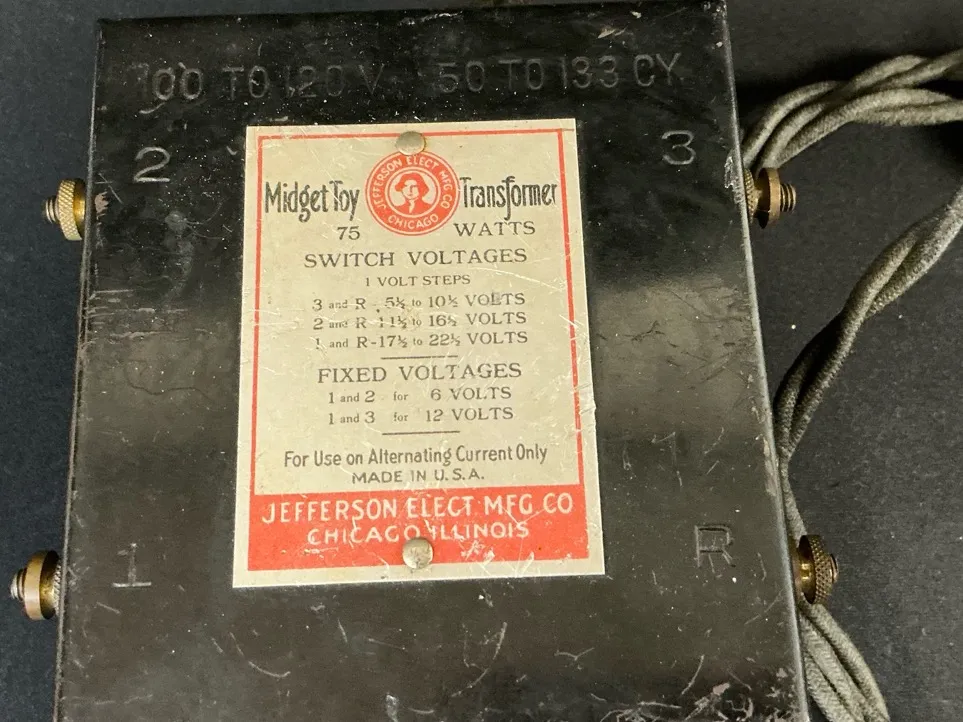 100 TO 120 V. 50 TO 133 CY.
2 3
Midget Toy Transformer
JEFFERSON ELECT MFG CO
CHICAGO
75 WATTS
SWITCH VOLTAGES
1 VOLT STEPS
3 and R - 5½ to 10½ VOLTS
2 and R - 11½ to 16½ VOLTS
1 and R - 17½ to 22½ VOLTS
FIXED VOLTAGES
1 and 2 for 6 VOLTS
1 and 3 for 12 VOLTS
For Use on Alternating Current Only
MADE IN U.S.A.
JEFFERSON ELECT MFG CO
CHICAGO ILLINOIS
1 R